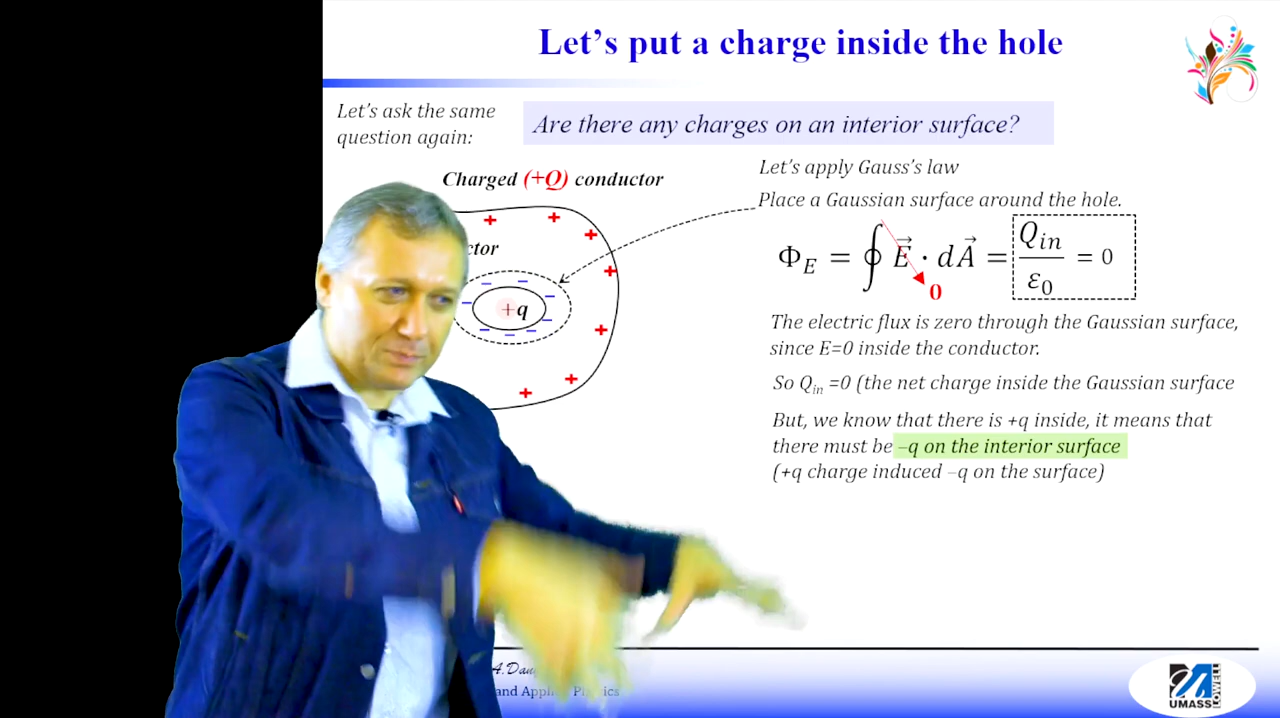 Let's put a charge inside the hole
Let's ask the same
question again:
Are there any charges on an interior surface?
Charged (+Q) conductor
+q
Let's apply Gauss's law
Place a Gaussian surface around the hole.
Φ_E = ∮ E⃗ · dA⃗ = Q_in / ε_0 = 0
0
The electric flux is zero through the Gaussian surface,
since E=0 inside the conductor.
So Q_in =0 (the net charge inside the Gaussian surface
But, we know that there is +q inside, it means that
there must be –q on the interior surface
(+q charge induced –q on the surface)
and Applied Physics
UMASS
LOWELL